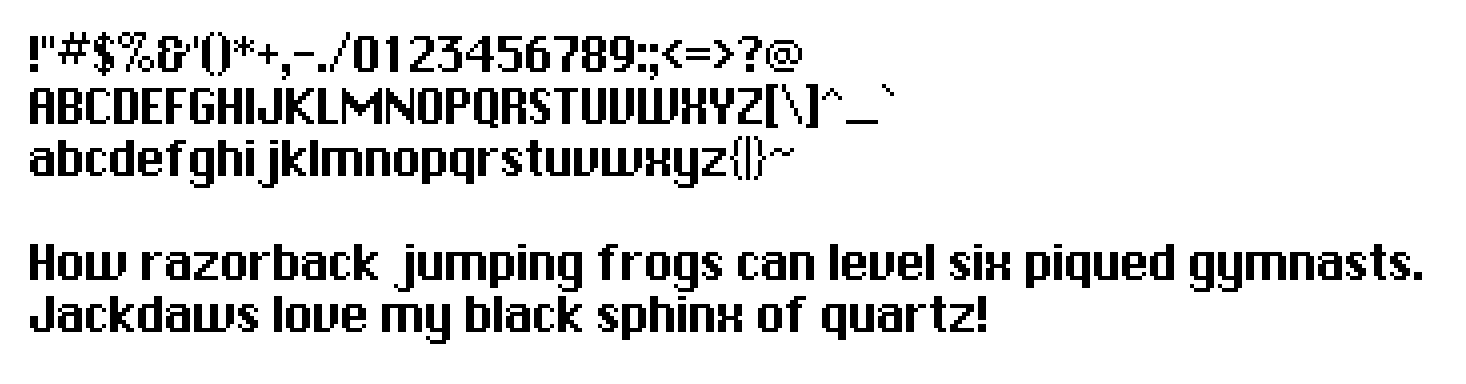 !"#$%&'()*+,-./0123456789:;<=>?@
ABCDEFGHIJKLMNOPQRSTUVWXYZ[\]^_`
abcdefghijklmnopqrstuvwxyz{|}~
How razorback jumping frogs can level six piqued gymnasts.
Jackdaws love my black sphinx of quartz!